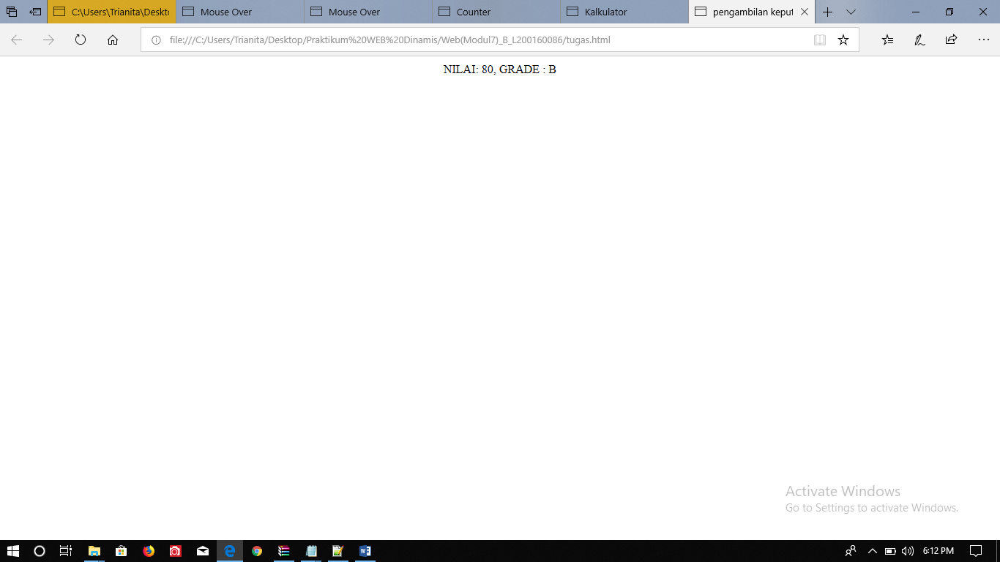 C:\Users\Trianita\Deskt
Mouse Over
Mouse Over
Counter
Kalkulator
pengambilan keput
file:///C:/Users/Trianita/Desktop/Praktikum%20WEB%20Dinamis/Web(Modul7)_B_L200160086/tugas.html
NILAI: 80, GRADE : B
Activate Windows
Go to Settings to activate Windows.
6:12 PM